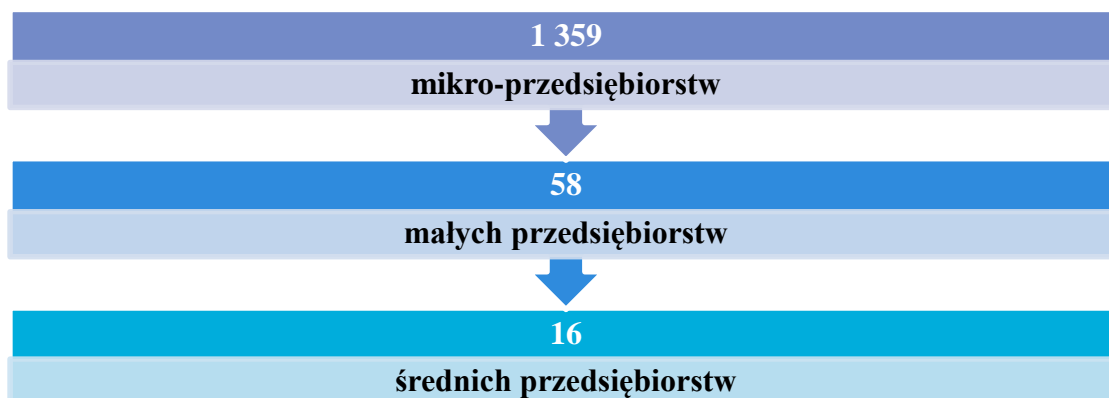 1 359
mikro-przedsiębiorstw
58
małych przedsiębiorstw
16
średnich przedsiębiorstw